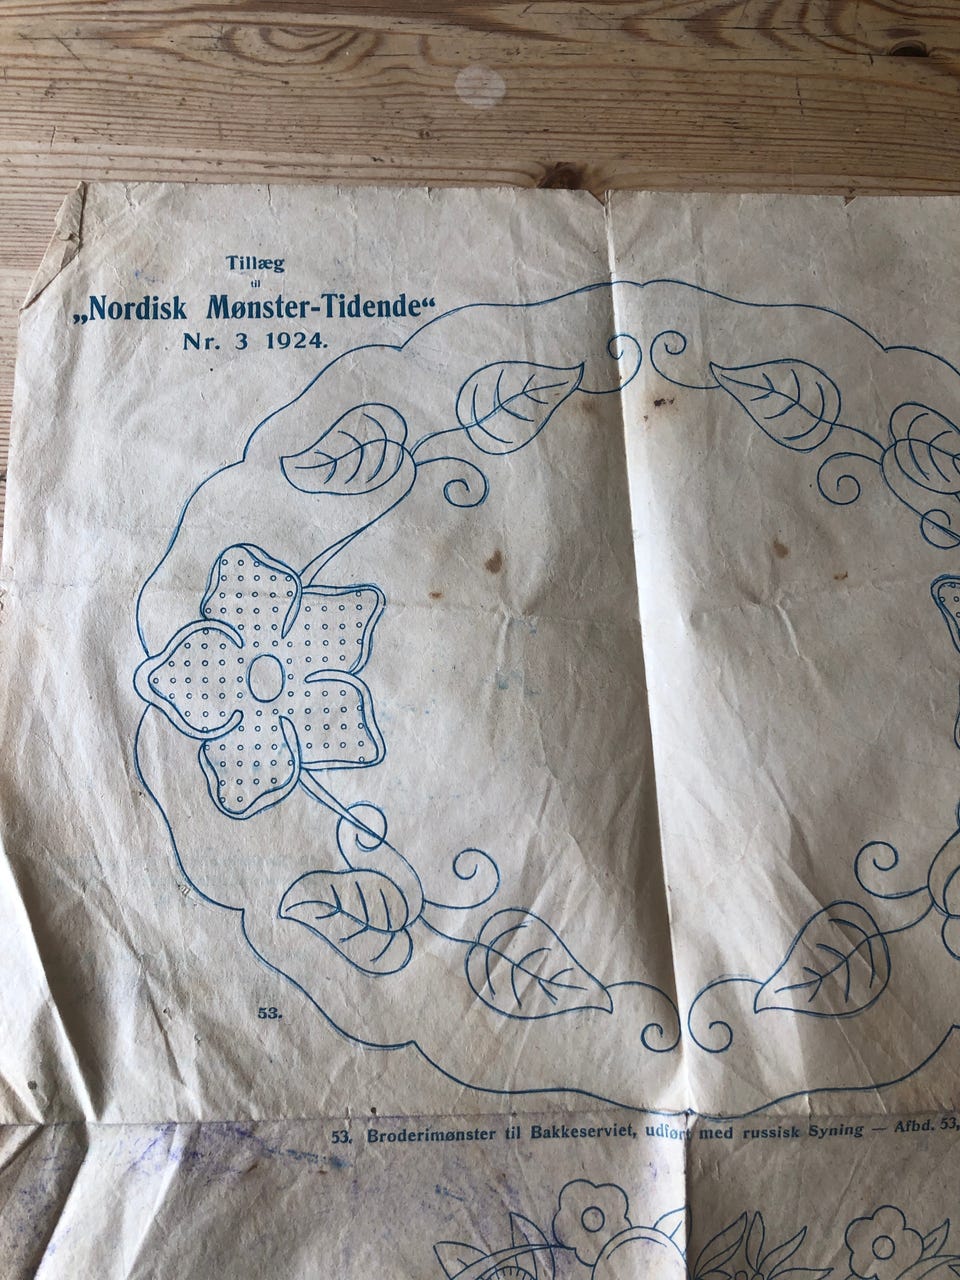 Tillæg
til
„Nordisk Mønster-Tidende“
Nr. 3 1924.
53.
53. Broderimønster til Bakkeserviet, udført med russisk Syning — Afbd. 53,